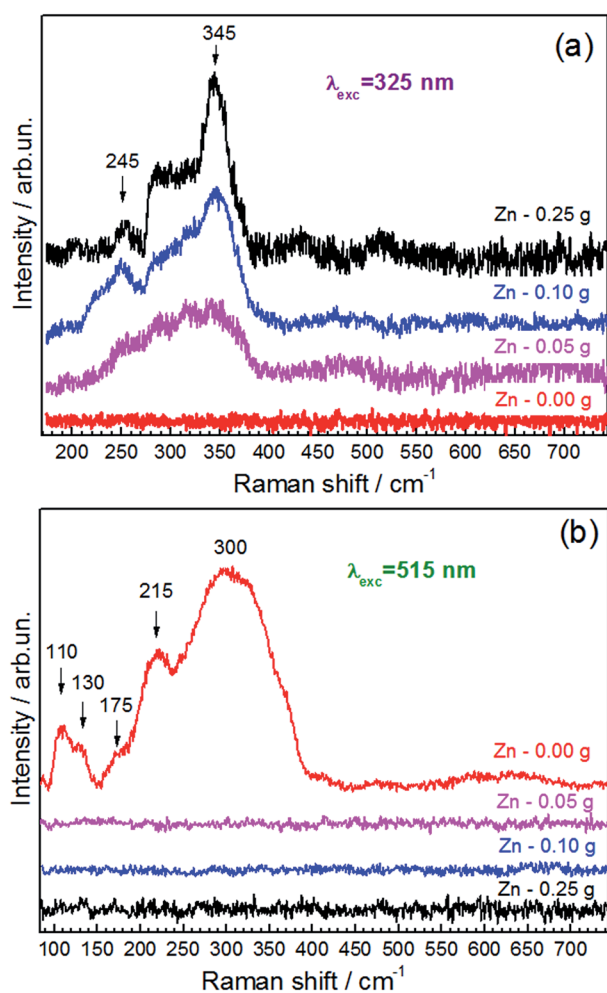 345
(a)
λexc=325 nm
245
Zn - 0.25 g
Zn - 0.10 g
Zn - 0.05 g
Zn - 0.00 g
Intensity / arb.un.
200 250 300 350 400 450 500 550 600 650 700
Raman shift / cm-1
(b)
300
λexc=515 nm
215
110
130
175
Zn - 0.00 g
Zn - 0.05 g
Zn - 0.10 g
Zn - 0.25 g
Intensity / arb.un.
100 150 200 250 300 350 400 450 500 550 600 650 700
Raman shift / cm-1